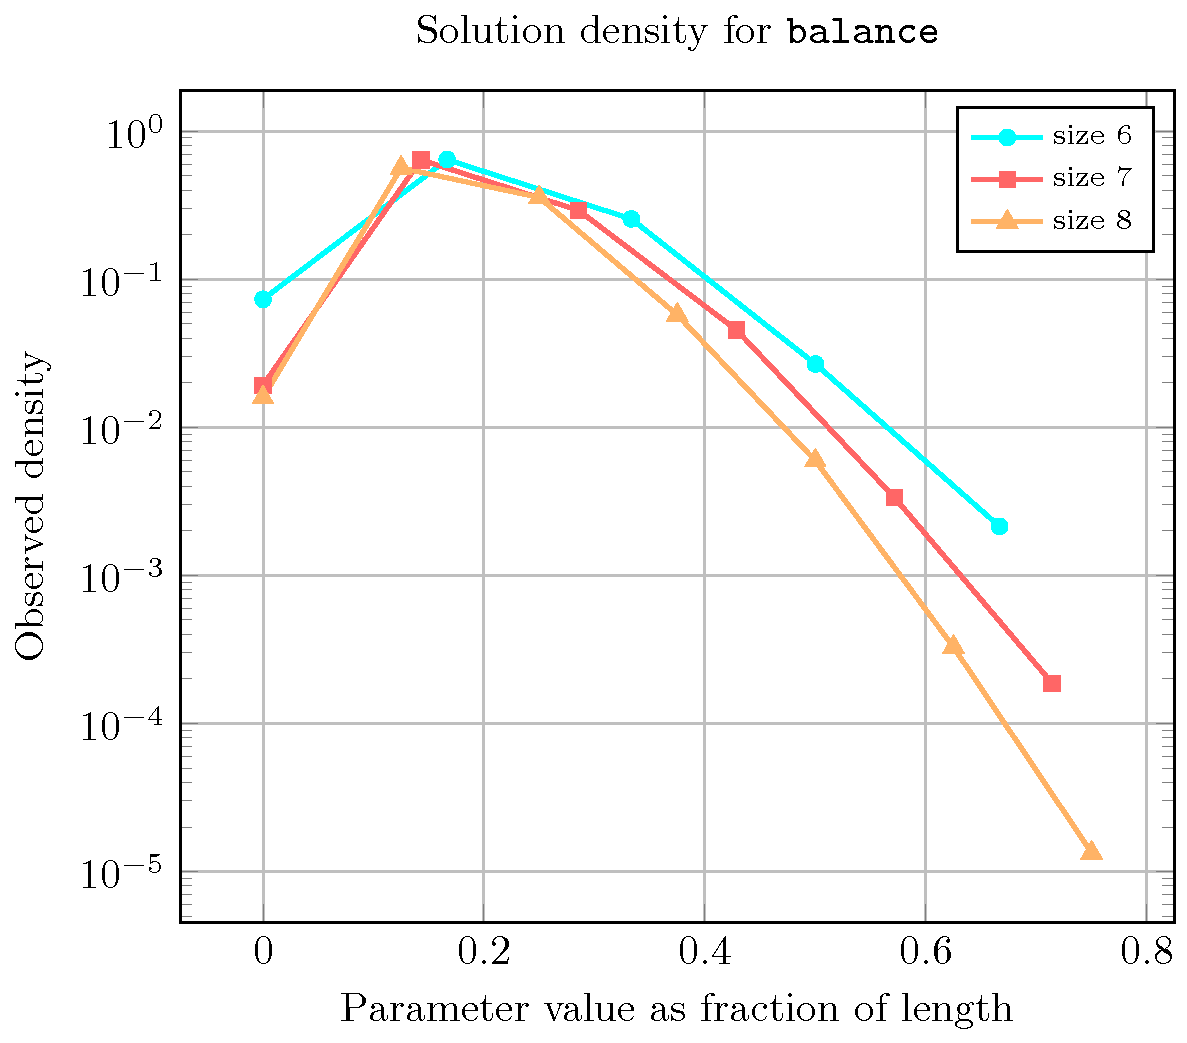 Solution density for balance
size 6
size 7
size 8
10^0
10^−1
10^−2
10^−3
10^−4
10^−5
Observed density
0 0.2 0.4 0.6 0.8
Parameter value as fraction of length